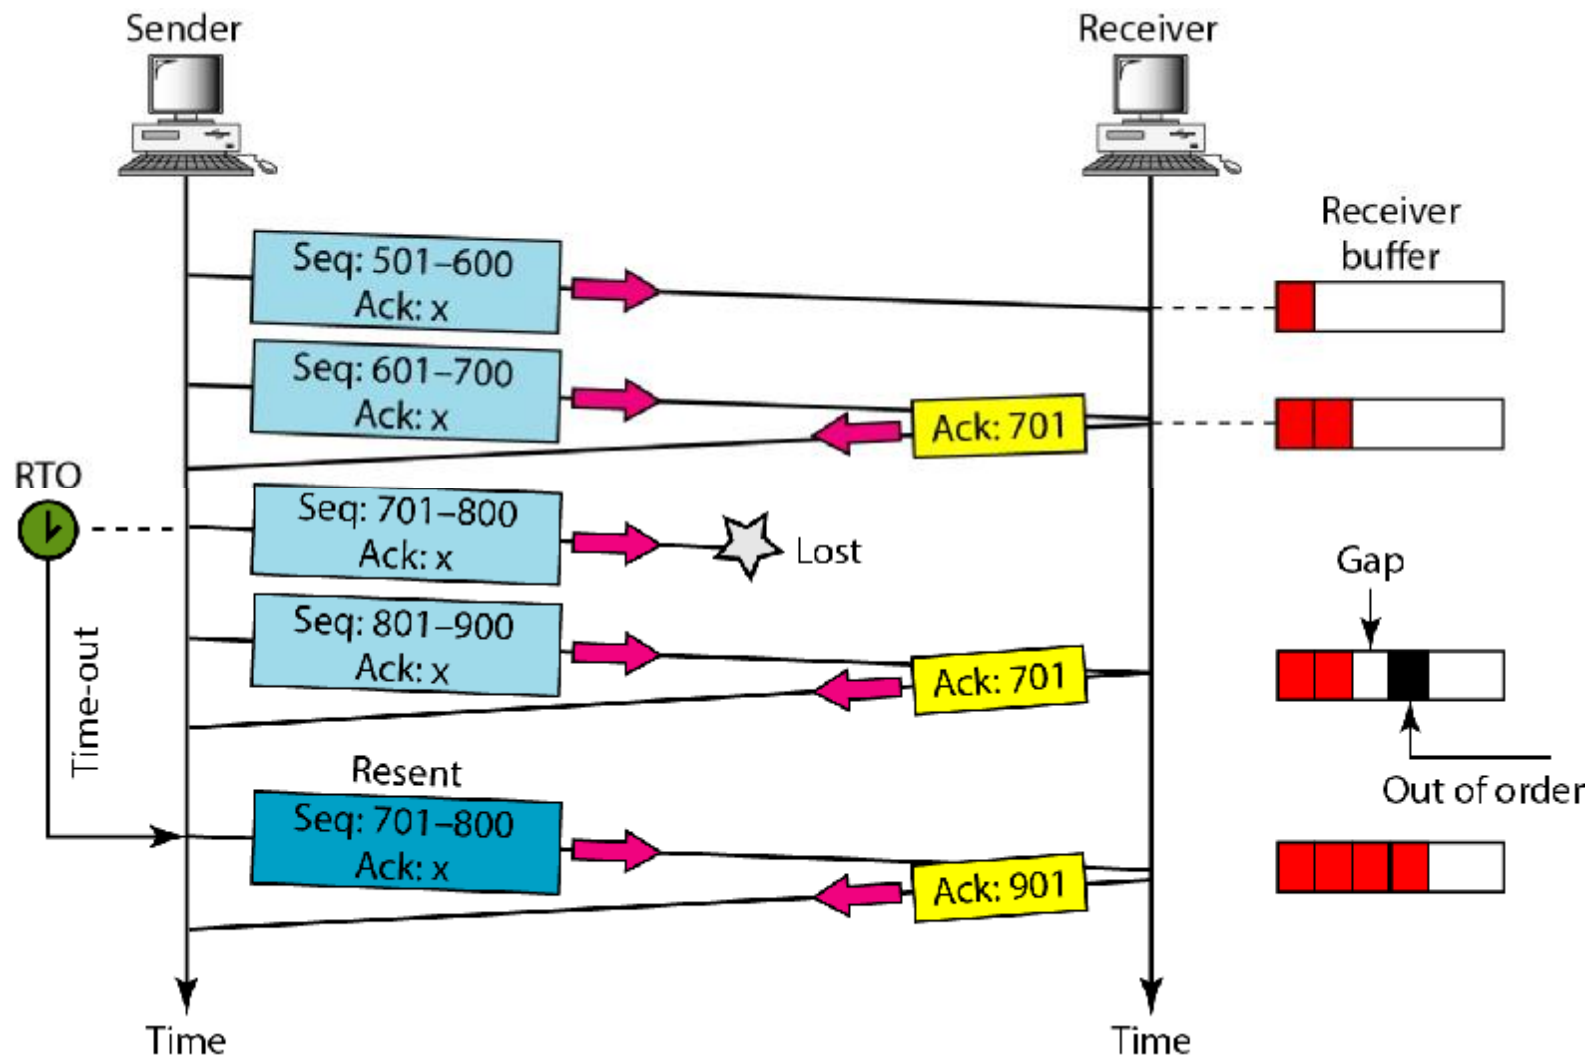 Sender
Receiver
Receiver
buffer
Seq: 501–600
Ack: x
Seq: 601–700
Ack: x
Ack: 701
RTO
Seq: 701–800
Ack: x
Lost
Gap
Time-out
Seq: 801–900
Ack: x
Ack: 701
Out of order
Resent
Seq: 701–800
Ack: x
Ack: 901
Time
Time